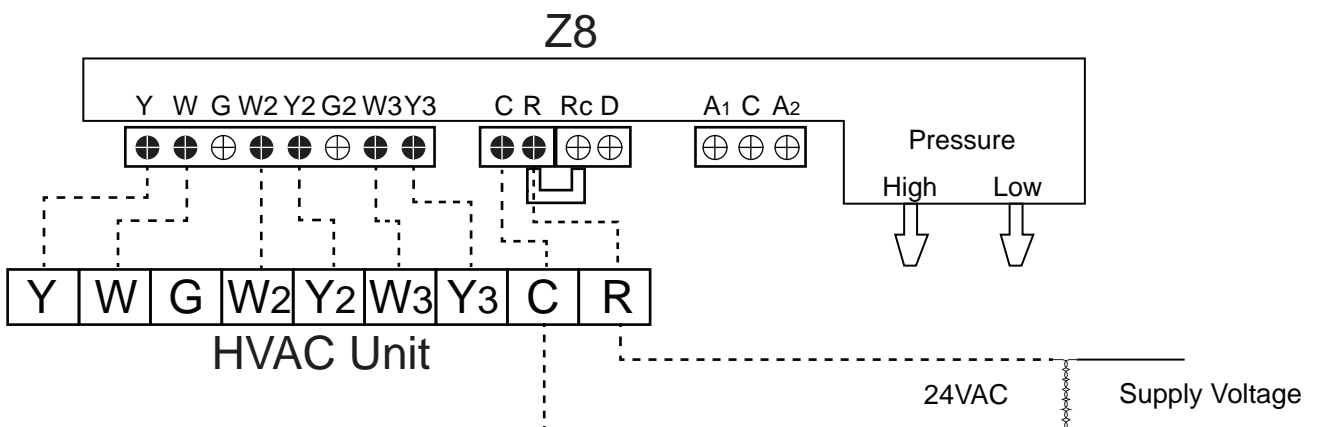 Z8
Y W G W2 Y2 G2 W3 Y3 C R Rc D A1 C A2
Pressure
High Low
Y W G W2 Y2 W3 Y3 C R
HVAC Unit
24VAC Supply Voltage